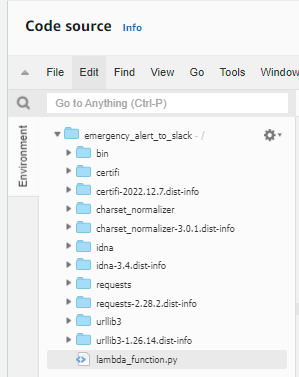 Code source Info
File Edit Find View Go Tools Window
Go to Anything (Ctrl-P)
Environment
emergency_alert_to_slack - /
bin
certifi
certifi-2022.12.7.dist-info
charset_normalizer
charset_normalizer-3.0.1.dist-info
idna
idna-3.4.dist-info
requests
requests-2.28.2.dist-info
urllib3
urllib3-1.26.14.dist-info
lambda_function.py